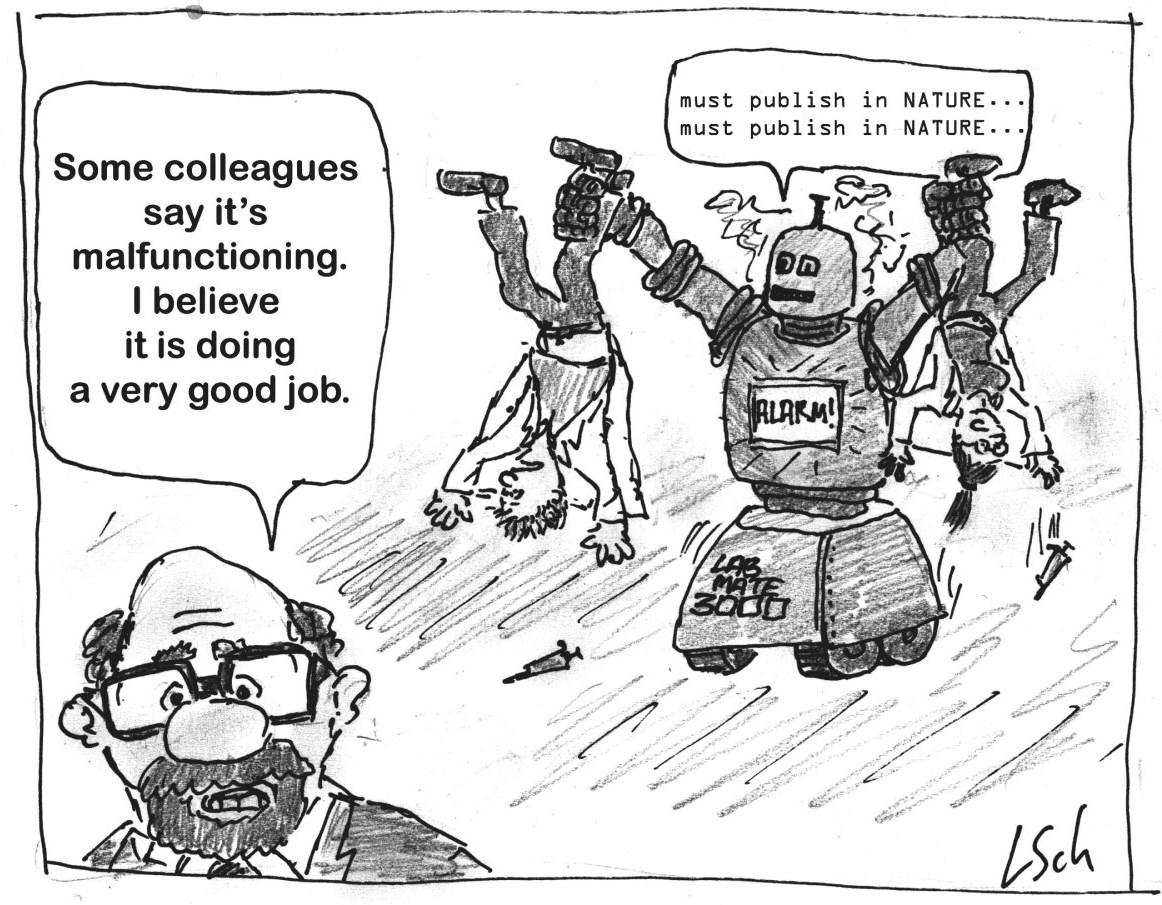 Some colleagues
say it's
malfunctioning.
I believe
it is doing
a very good job.
must publish in NATURE...
must publish in NATURE...
ALARM!
LAB
MATE
3000
LSch